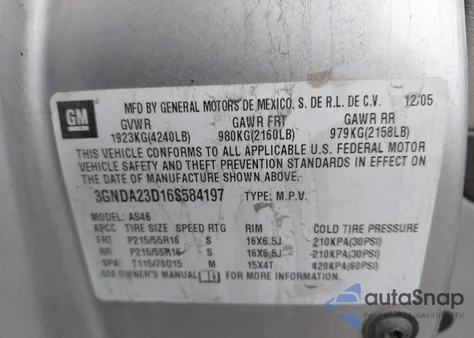 GM
MFD BY GENERAL MOTORS DE MEXICO, S. DE R.L. DE C.V. 12/05
GVWR GAWR FRT GAWR RR
1923KG(4240LB) 980KG(2160LB) 979KG(2158LB)
THIS VEHICLE CONFORMS TO ALL APPLICABLE U.S. FEDERAL MOTOR
VEHICLE SAFETY AND THEFT PREVENTION STANDARDS IN EFFECT ON
THE DATE OF MANUFACTURE SHOWN ABOVE.
3GNDA23D16S584197 TYPE: M.P.V.
MODEL: AS46
APCC TIRE SIZE SPEED RTG RIM COLD TIRE PRESSURE
FRT P215/55R16 S 16X6.5J 210KPA(30PSI)
RR P215/55R16 S 16X6.5J 210KPA(30PSI)
SPA T115/70D15 M 15X4T 420KPA(60PSI)
SEE OWNER'S MANUAL FOR MORE INFORMATION.
autoSnap